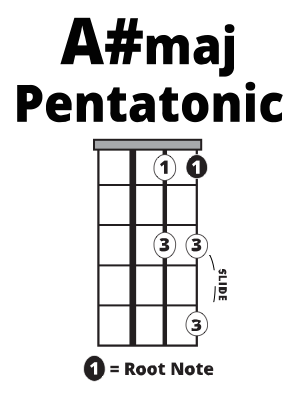 A#maj
Pentatonic
1 1
3 3
SLIDE
3
1 = Root Note